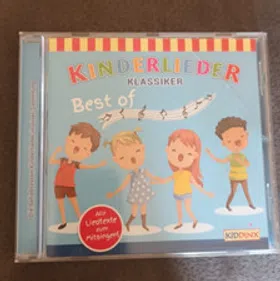 KINDERLIEDER
KLASSIKER
Best of
Alle
Liedtexte
zum
Mitsingen!
KIDDINX